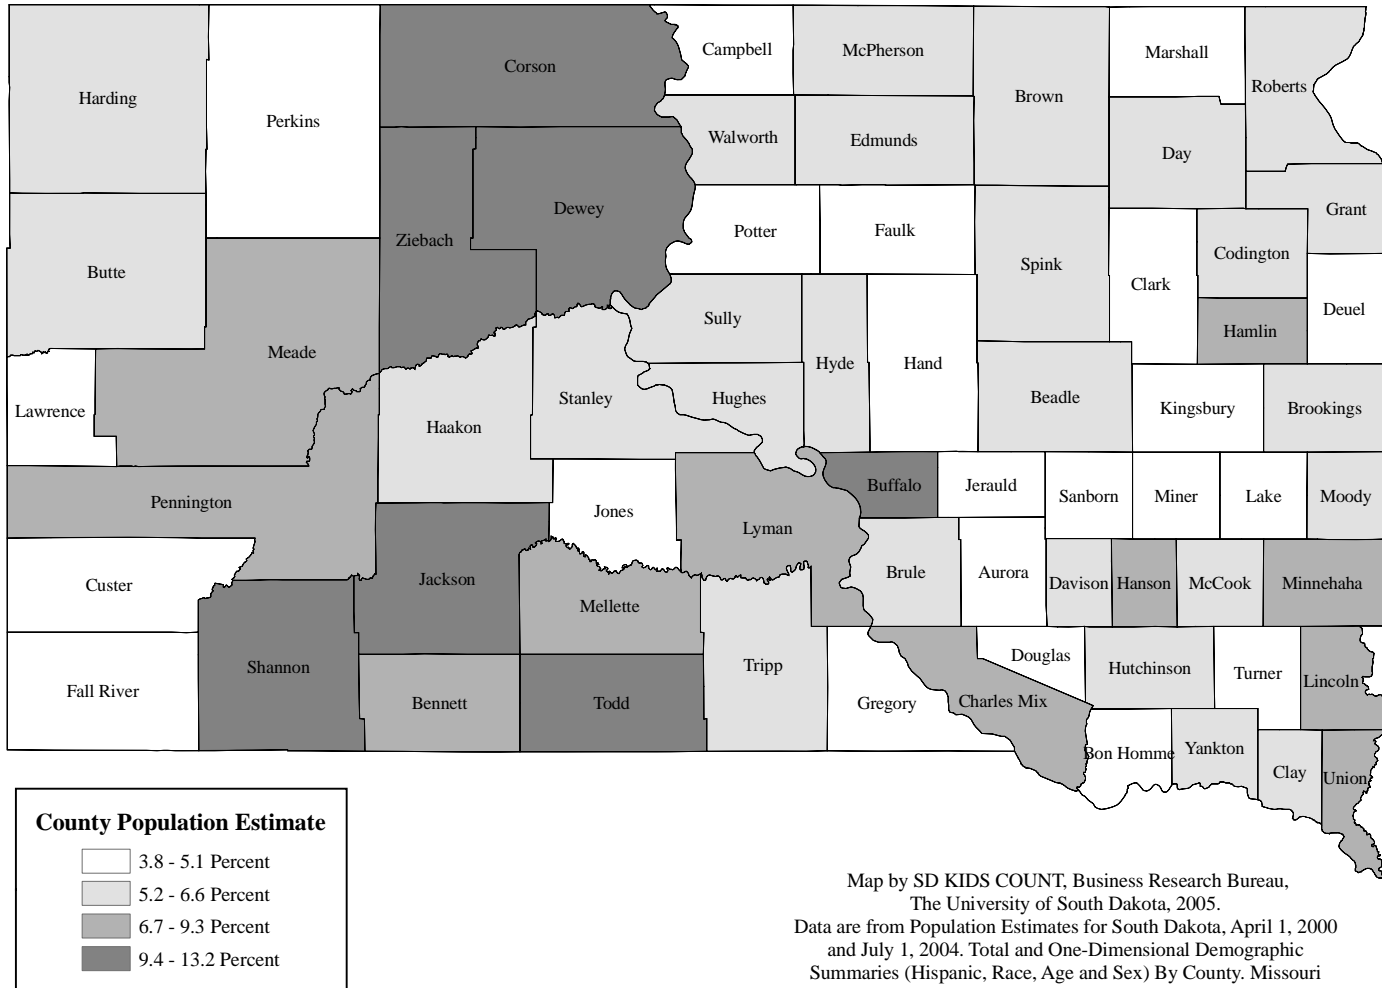 Harding
Perkins
Corson
Campbell
McPherson
Brown
Marshall
Roberts
Walworth
Edmunds
Day
Grant
Butte
Meade
Ziebach
Dewey
Potter
Faulk
Spink
Clark
Codington
Hamlin
Deuel
Sully
Hyde
Hand
Lawrence
Haakon
Stanley
Hughes
Beadle
Kingsbury
Brookings
Pennington
Jones
Lyman
Buffalo
Jerauld
Sanborn
Miner
Lake
Moody
Custer
Jackson
Mellette
Brule
Aurora
Davison
Hanson
McCook
Minnehaha
Fall River
Shannon
Bennett
Todd
Tripp
Gregory
Charles Mix
Douglas
Hutchinson
Turner
Lincoln
Bon Homme
Yankton
Clay
Union
County Population Estimate
3.8 - 5.1 Percent
5.2 - 6.6 Percent
6.7 - 9.3 Percent
9.4 - 13.2 Percent
Map by SD KIDS COUNT, Business Research Bureau,
The University of South Dakota, 2005.
Data are from Population Estimates for South Dakota, April 1, 2000
and July 1, 2004. Total and One-Dimensional Demographic
Summaries (Hispanic, Race, Age and Sex) By County. Missouri